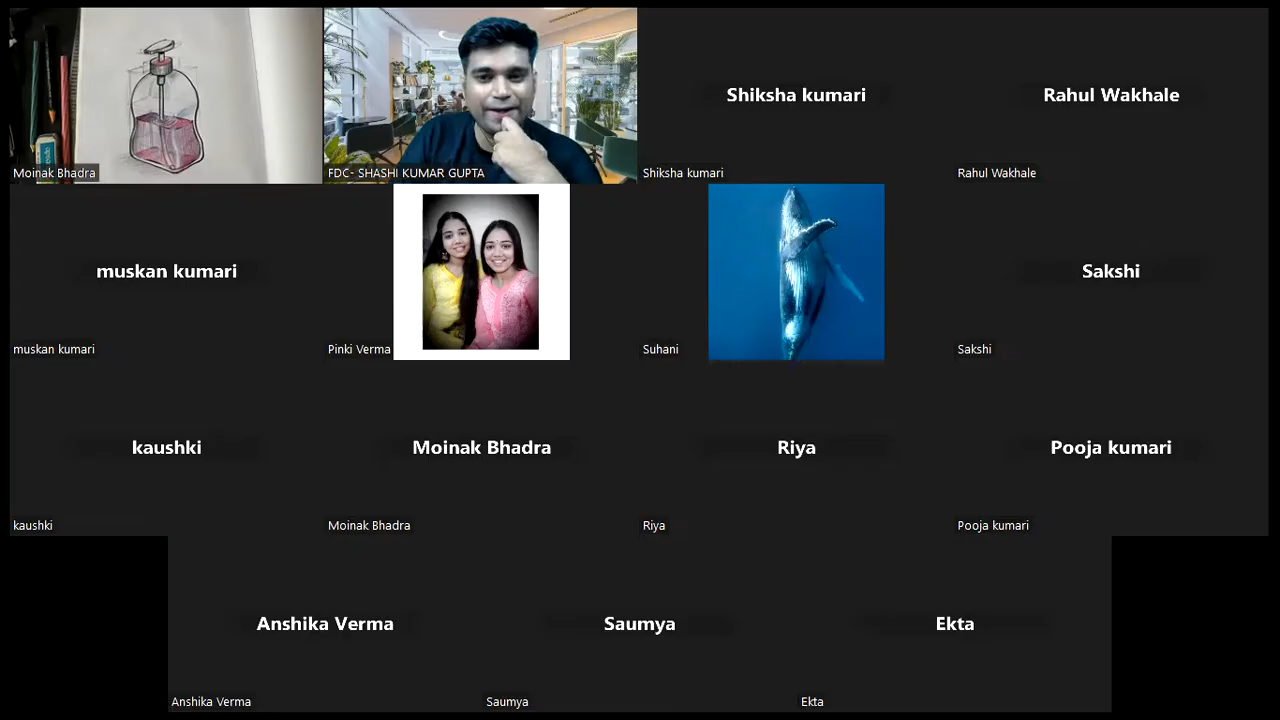 Moinak Bhadra
FDC- SHASHI KUMAR GUPTA
Shiksha kumari
Shiksha kumari
Rahul Wakhale
Rahul Wakhale
muskan kumari
muskan kumari
Pinki Verma
Suhani
Sakshi
Sakshi
kaushki
kaushki
Moinak Bhadra
Moinak Bhadra
Riya
Riya
Pooja kumari
Pooja kumari
Anshika Verma
Anshika Verma
Saumya
Saumya
Ekta
Ekta